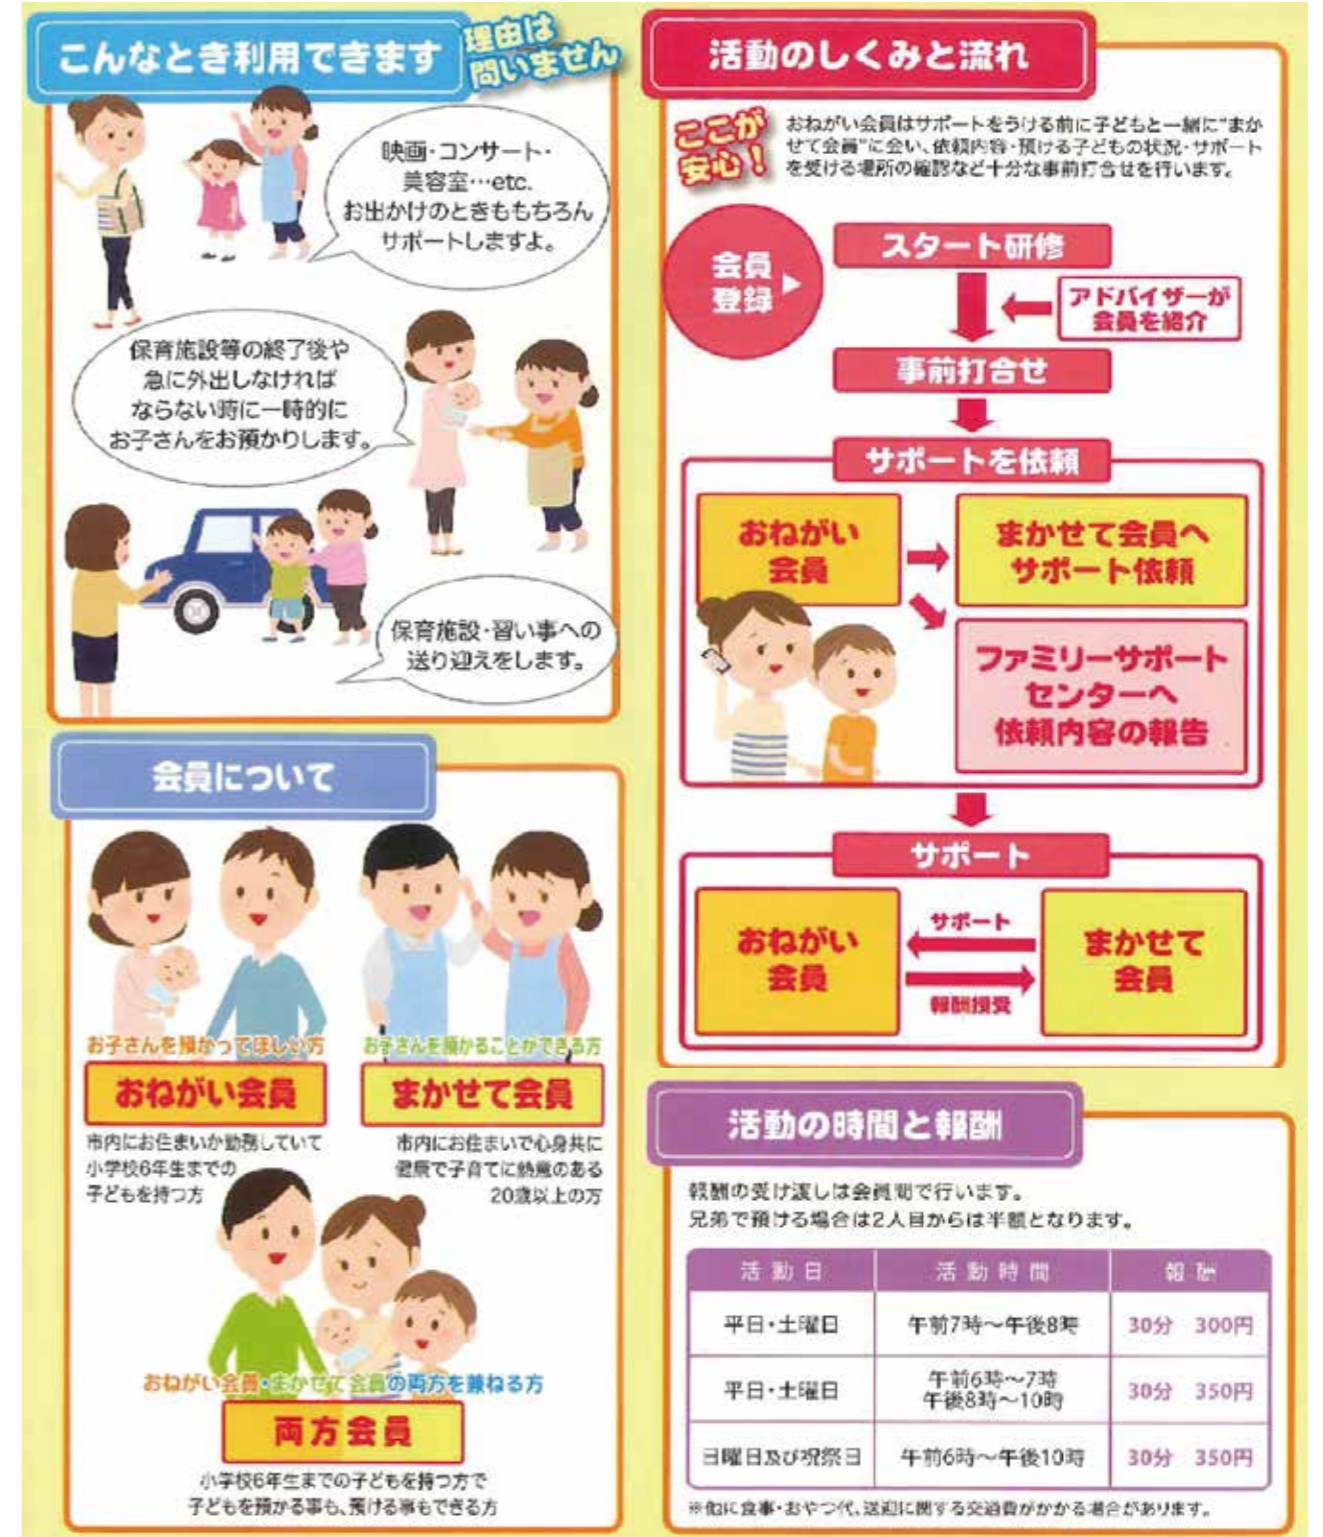 こんなとき利用できます
理由は
問いません
映画・コンサート・
美容室…etc.
お出かけのときももちろん
サポートしますよ。
保育施設等の終了後や
急に外出しなければ
ならない時に一時的に
お子さんをお預かりします。
保育施設・習い事への
送り迎えをします。
会員について
お子さんを預かってほしい方
おねがい会員
市内にお住まいか勤務していて
小学校6年生までの
子どもを持つ方
お子さんを預かることができる方
まかせて会員
市内にお住まいで心身共に
健康で子育てに熱意のある
20歳以上の方
おねがい会員・まかせて会員の両方を兼ねる方
両方会員
小学校6年生までの子どもを持つ方で
子どもを預かる事も、預ける事もできる方
活動のしくみと流れ
ここが
安心！
おねがい会員はサポートをうける前に子どもと一緒に“まか
せて会員”に会い、依頼内容・預ける子どもの状況・サポート
を受ける場所の確認など十分な事前打合せを行います。
会員
登録
スタート研修
アドバイザーが
会員を紹介
事前打合せ
サポートを依頼
おねがい
会員
まかせて会員へ
サポート依頼
ファミリーサポート
センターへ
依頼内容の報告
サポート
おねがい
会員
サポート
報酬授受
まかせて
会員
活動の時間と報酬
報酬の受け渡しは会員間で行います。
兄弟で預ける場合は2人目からは半額となります。
活動日 活動時間 報酬
平日・土曜日 午前7時～午後8時 30分 300円
平日・土曜日 午前6時～7時
午後8時～10時 30分 350円
日曜日及び祝祭日 午前6時～午後10時 30分 350円
※他に食事・おやつ代、送迎に関する交通費がかかる場合があります。